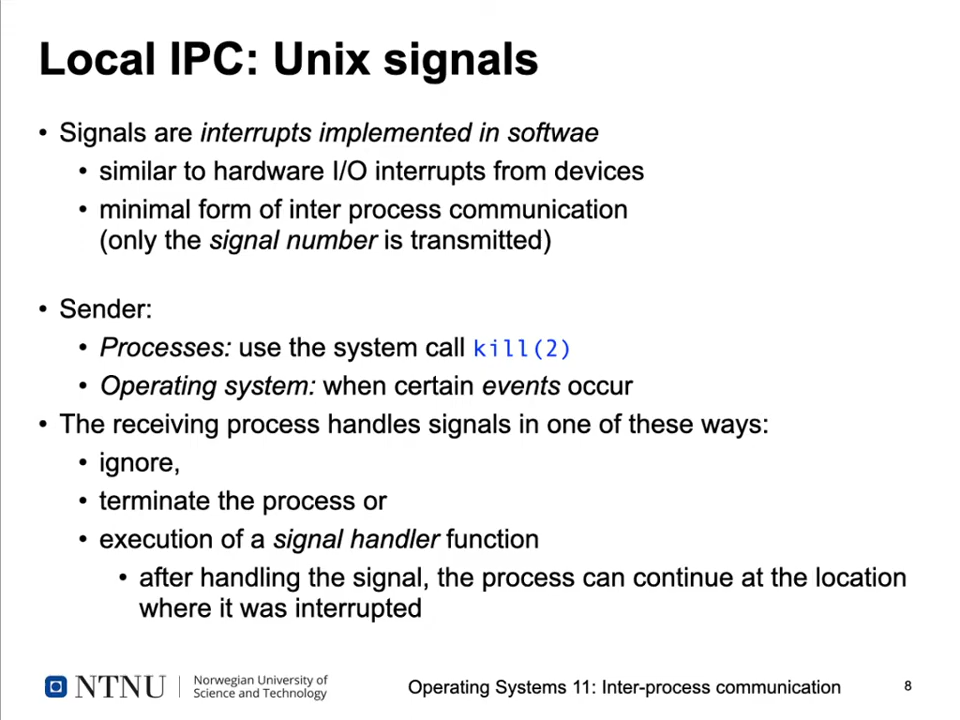 Local IPC: Unix signals
• Signals are interrupts implemented in softwae
• similar to hardware I/O interrupts from devices
• minimal form of inter process communication
(only the signal number is transmitted)
• Sender:
• Processes: use the system call kill(2)
• Operating system: when certain events occur
• The receiving process handles signals in one of these ways:
• ignore,
• terminate the process or
• execution of a signal handler function
• after handling the signal, the process can continue at the location
where it was interrupted
NTNU
Norwegian University of
Science and Technology
Operating Systems 11: Inter-process communication
8